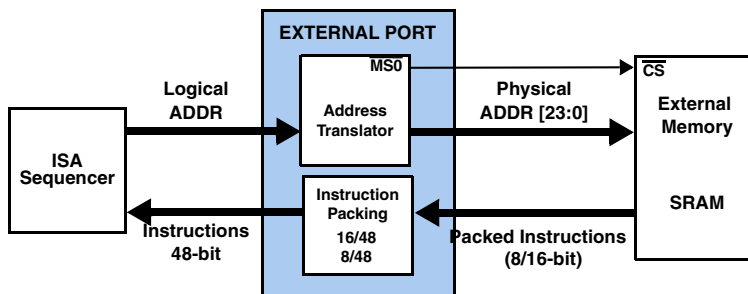 EXTERNAL PORT
MS0
CS
Logical
ADDR
Address
Translator
Physical
ADDR [23:0]
External
Memory
SRAM
ISA
Sequencer
Instruction
Packing
16/48
8/48
Instructions
48-bit
Packed Instructions
(8/16-bit)